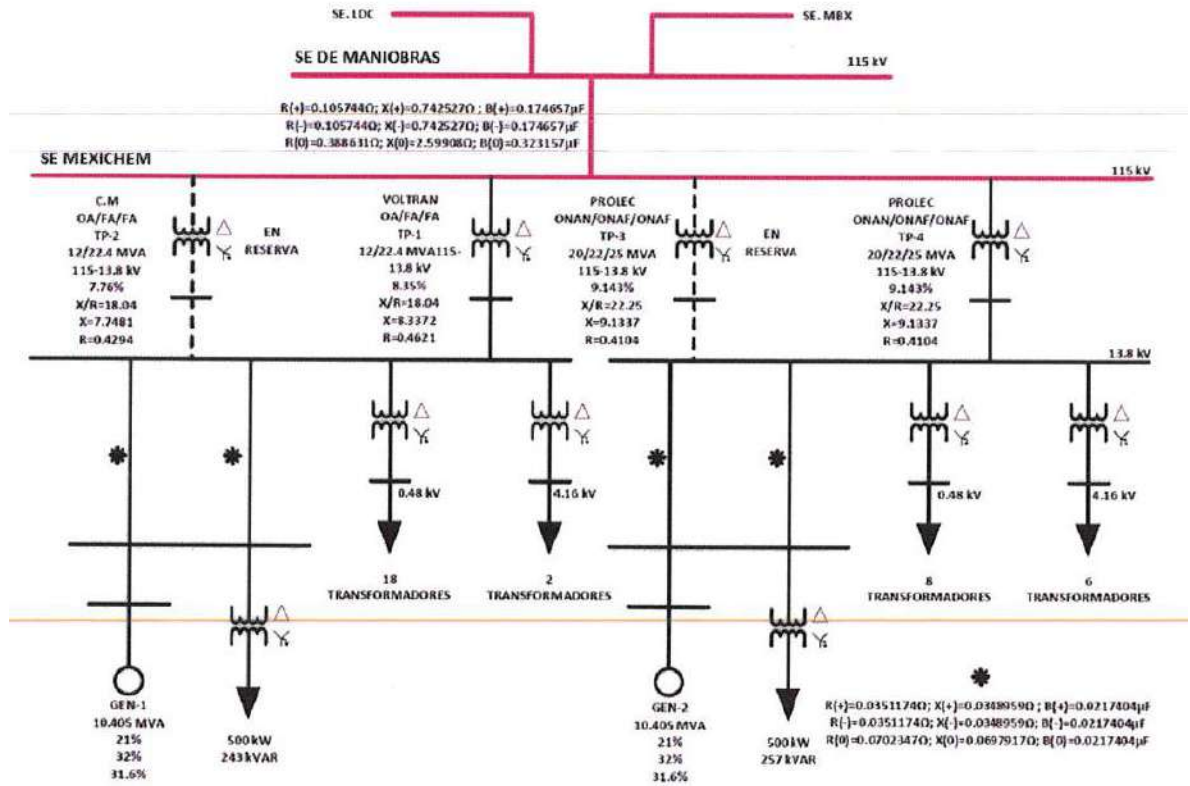 SE. LDC
SE. MBX
SE DE MANIOBRAS
115 kV
R(+)=0.105744Ω; X(+)=0.742527Ω ; B(+)=0.174657µF
R(-)=0.105744Ω; X(-)=0.742527Ω; B(-)=0.174657µF
R(0)=0.388631Ω; X(0)=2.59908Ω; B(0)=0.323157µF
SE MEXICHEM
115 kV
C.M
OA/FA/FA
TP-2
12/22.4 MVA
115-13.8 kV
7.76%
X/R=18.04
X=7.7481
R=0.4294
EN
RESERVA
VOLTRAN
OA/FA/FA
TP-1
12/22.4 MVA115-
13.8 kV
8.35%
X/R=18.04
X=8.3372
R=0.4621
PROLEC
ONAN/ONAF/ONAF
TP-3
20/22/25 MVA
115-13.8 kV
9.143%
X/R=22.25
X=9.1337
R=0.4104
EN
RESERVA
PROLEC
ONAN/ONAF/ONAF
TP-4
20/22/25 MVA
115-13.8 kV
9.143%
X/R=22.25
X=9.1337
R=0.4104
13.8 kV
0.48 kV
4.16 kV
0.48 kV
4.16 kV
18
TRANSFORMADORES
2
TRANSFORMADORES
8
TRANSFORMADORES
6
TRANSFORMADORES
GEN-1
10.405 MVA
21%
32%
31.6%
500 kW
243 kVAR
GEN-2
10.405 MVA
21%
32%
31.6%
500 kW
257 kVAR
R(+)=0.0351174Ω; X(+)=0.0348959Ω ; B(+)=0.0217404µF
R(-)=0.0351174Ω; X(-)=0.0348959Ω; B(-)=0.0217404µF
R(0)=0.0702347Ω; X(0)=0.0697917Ω; B(0)=0.0217404µF